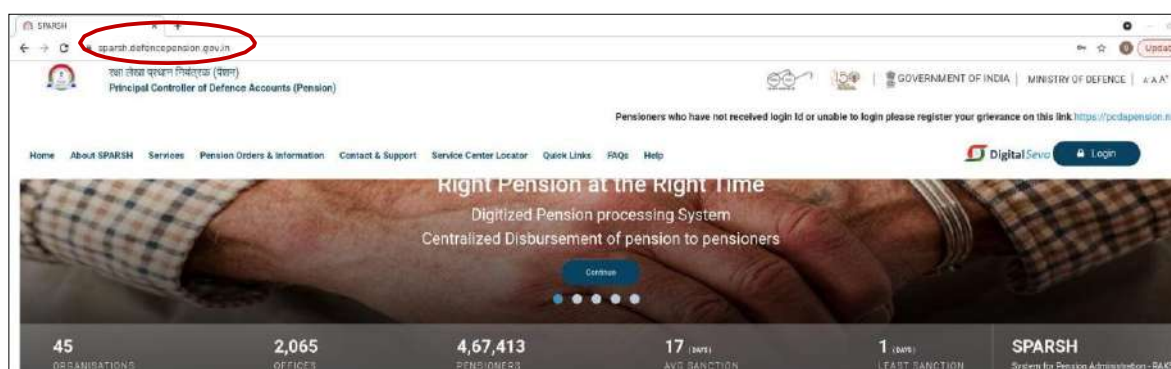 SPARSH
sparsh.defencepension.gov.in
Updat
रक्षा लेखा प्रधान नियंत्रक (पेंशन)
Principal Controller of Defence Accounts (Pension)
GOVERNMENT OF INDIA | MINISTRY OF DEFENCE | A A A+
Pensioners who have not received login Id or unable to login please register your grievance on this link https://pcdapension.n
Home About SPARSH Services Pension Orders & Information Contact & Support Service Center Locator Quick Links FAQs Help Digital Seva Login
Right Pension at the Right Time
Digitized Pension processing System
Centralized Disbursement of pension to pensioners
Continue
45 2,065 4,67,413 17 (DAYS) 1 (DAYS) SPARSH
ORGANISATIONS OFFICES PENSIONERS AVG SANCTION LEAST SANCTION System for Pension Administration - RAK